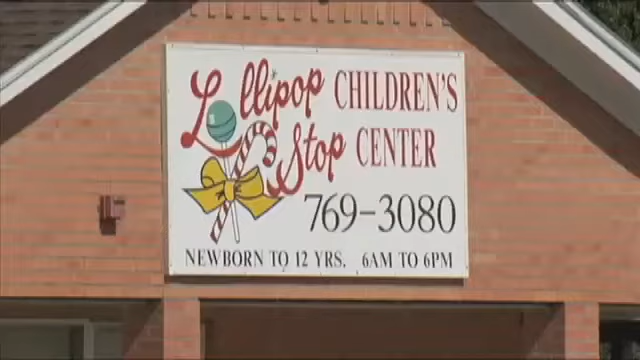 Lollipop CHILDREN'S
Stop CENTER
769-3080
NEWBORN TO 12 YRS. 6AM TO 6PM